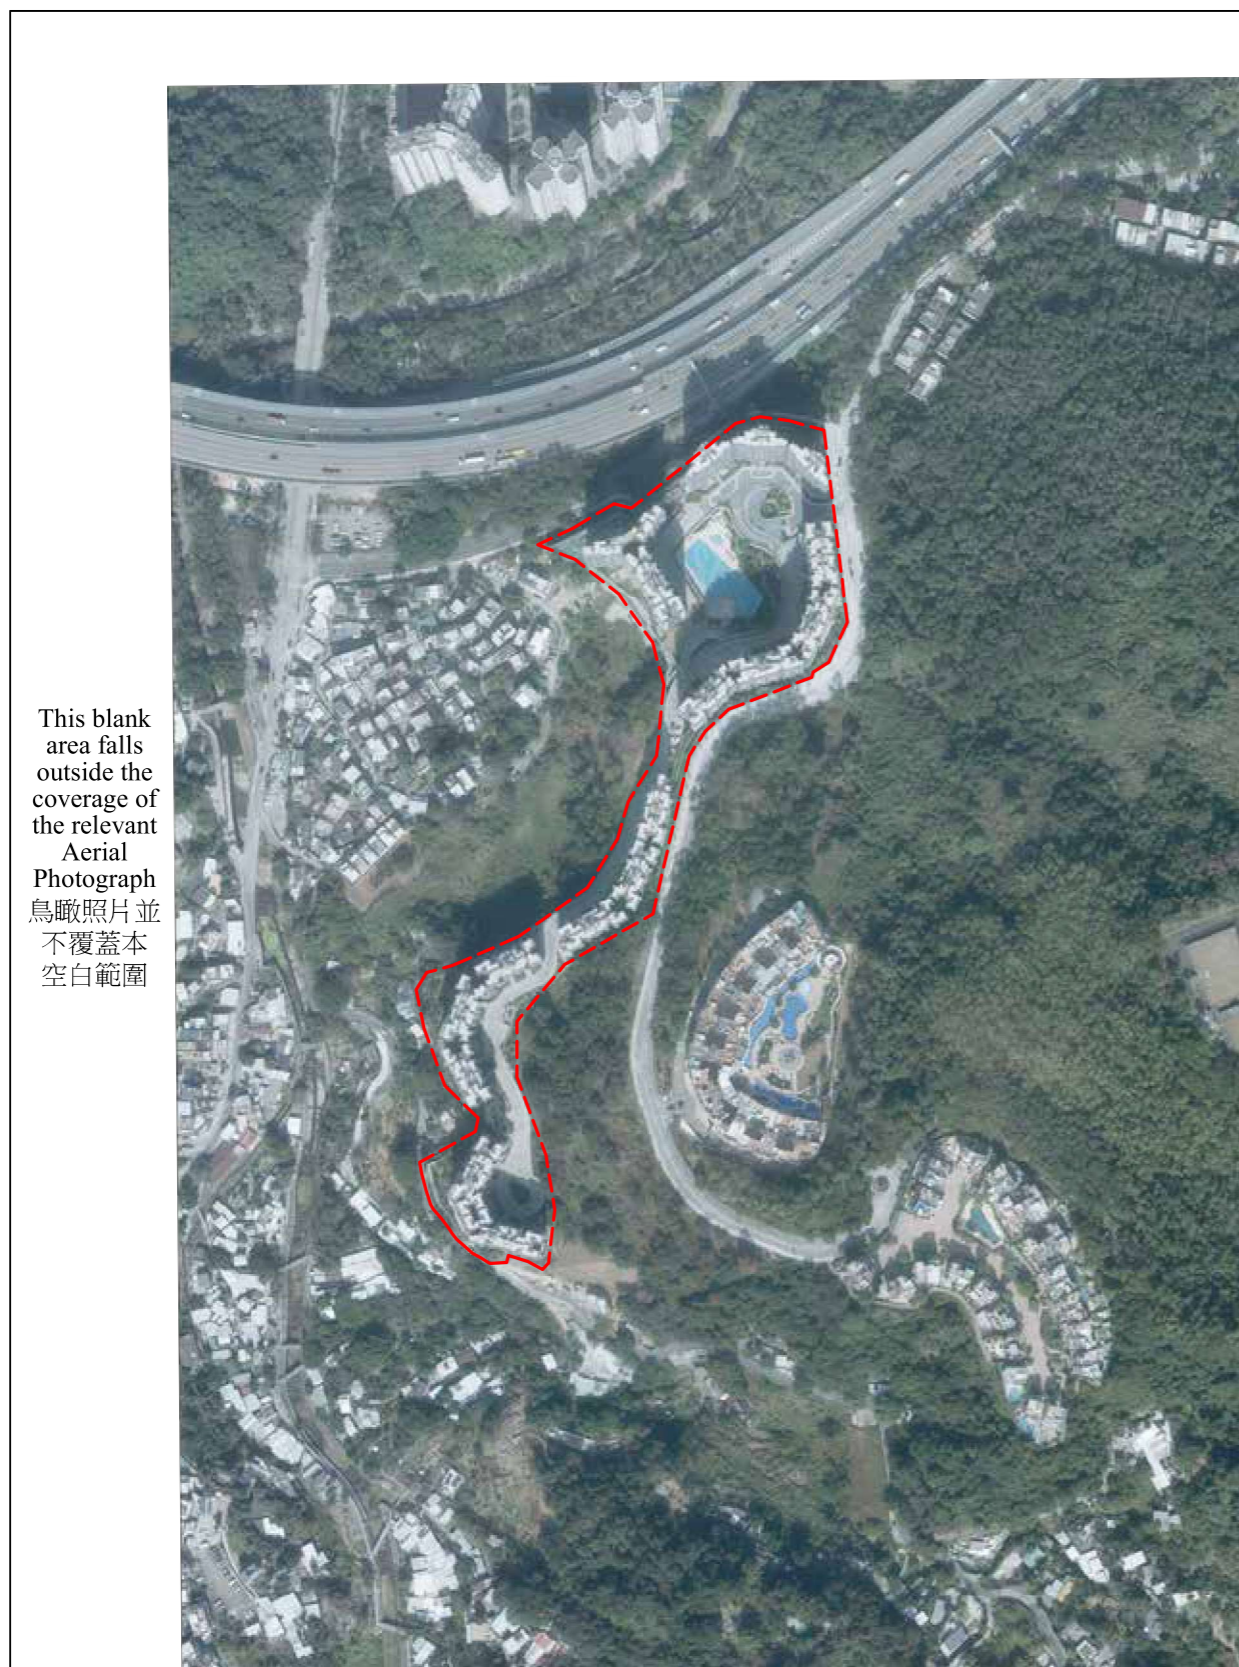 This blank
area falls
outside the
coverage of
the relevant
Aerial
Photograph
鳥瞰照片並
不覆蓋本
空白範圍